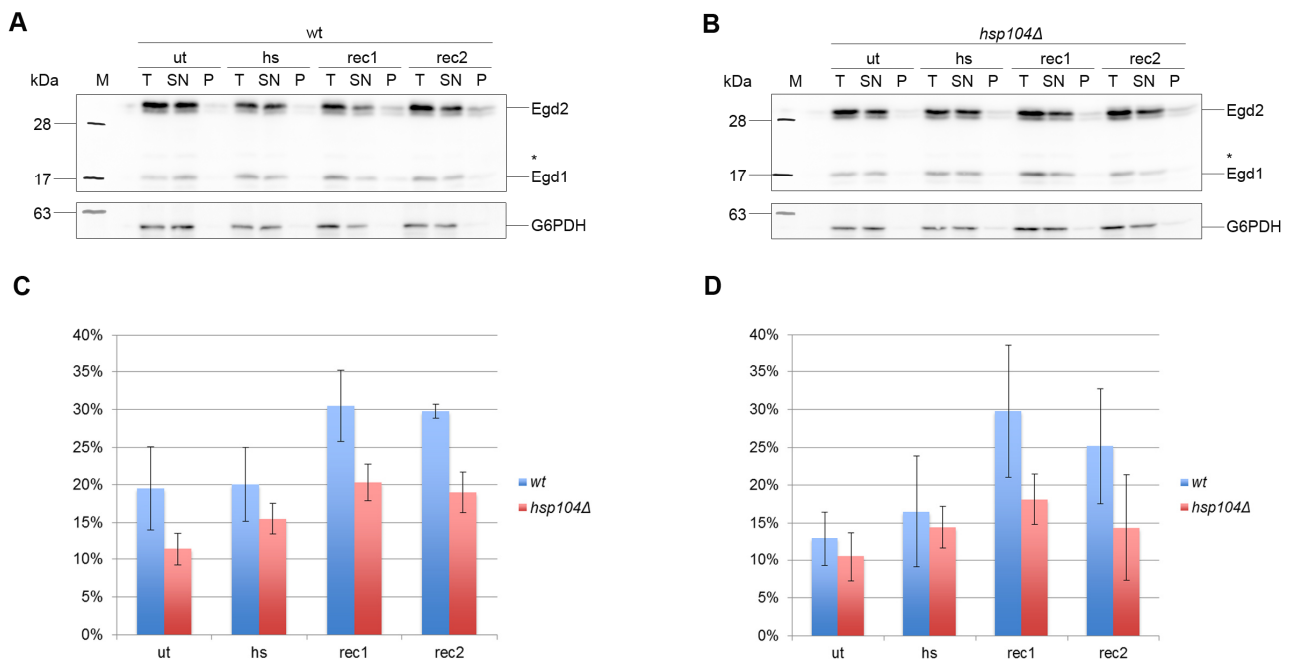 A
wt
ut hs rec1 rec2
kDa M T SN P T SN P T SN P T SN P
Egd2
28
*
17 Egd1
63
G6PDH
B
hsp104Δ
ut hs rec1 rec2
kDa M T SN P T SN P T SN P T SN P
Egd2
28
*
17 Egd1
63
G6PDH
C
40%
35%
30%
25%
20%
15%
10%
5%
0%
ut hs rec1 rec2
wt
hsp104Δ
D
40%
35%
30%
25%
20%
15%
10%
5%
0%
ut hs rec1 rec2
wt
hsp104Δ